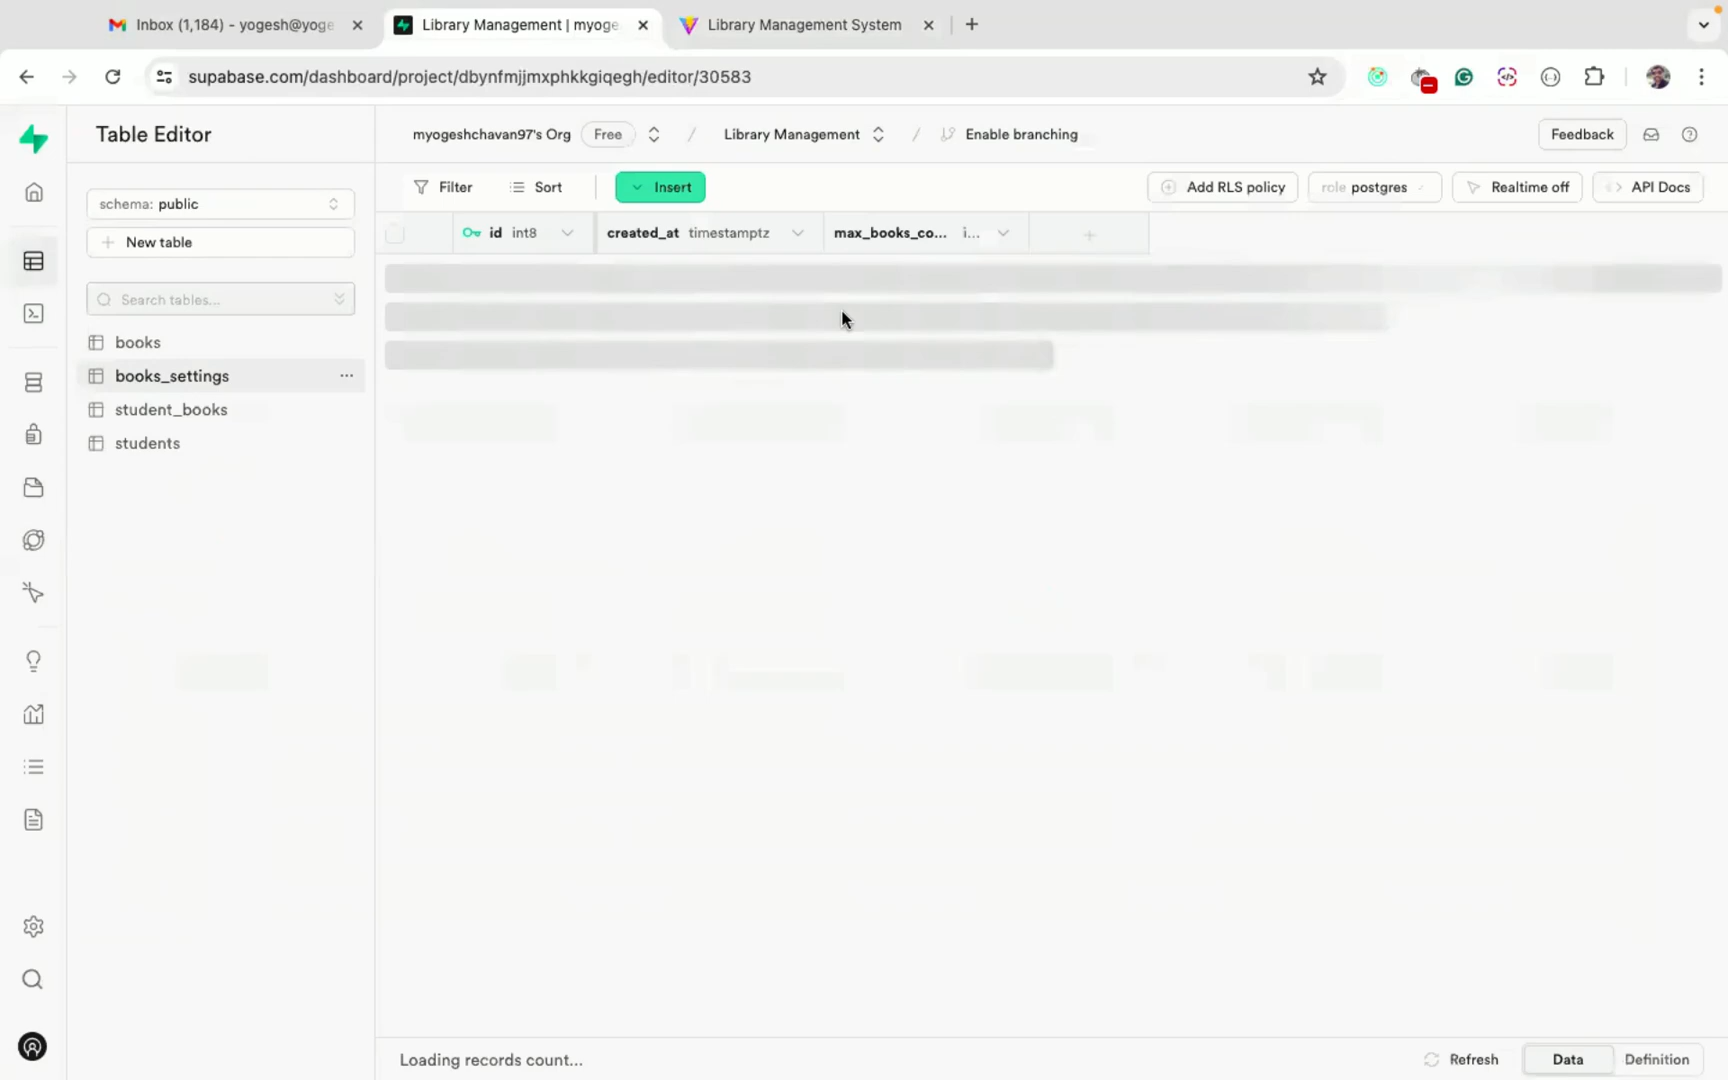 Inbox (1,184) - yogesh@yoge
Library Management | myoge
Library Management System
supabase.com/dashboard/project/dbynfmjjmxphkkgiqegh/editor/30583
Table Editor
myogeshchavan97's Org Free / Library Management / Enable branching
Feedback
schema: public
Filter Sort Insert
Add RLS policy role postgres Realtime off API Docs
New table
id int8 created_at timestamptz max_books_co... i...
Search tables...
books
books_settings
student_books
students
Loading records count...
Refresh Data Definition